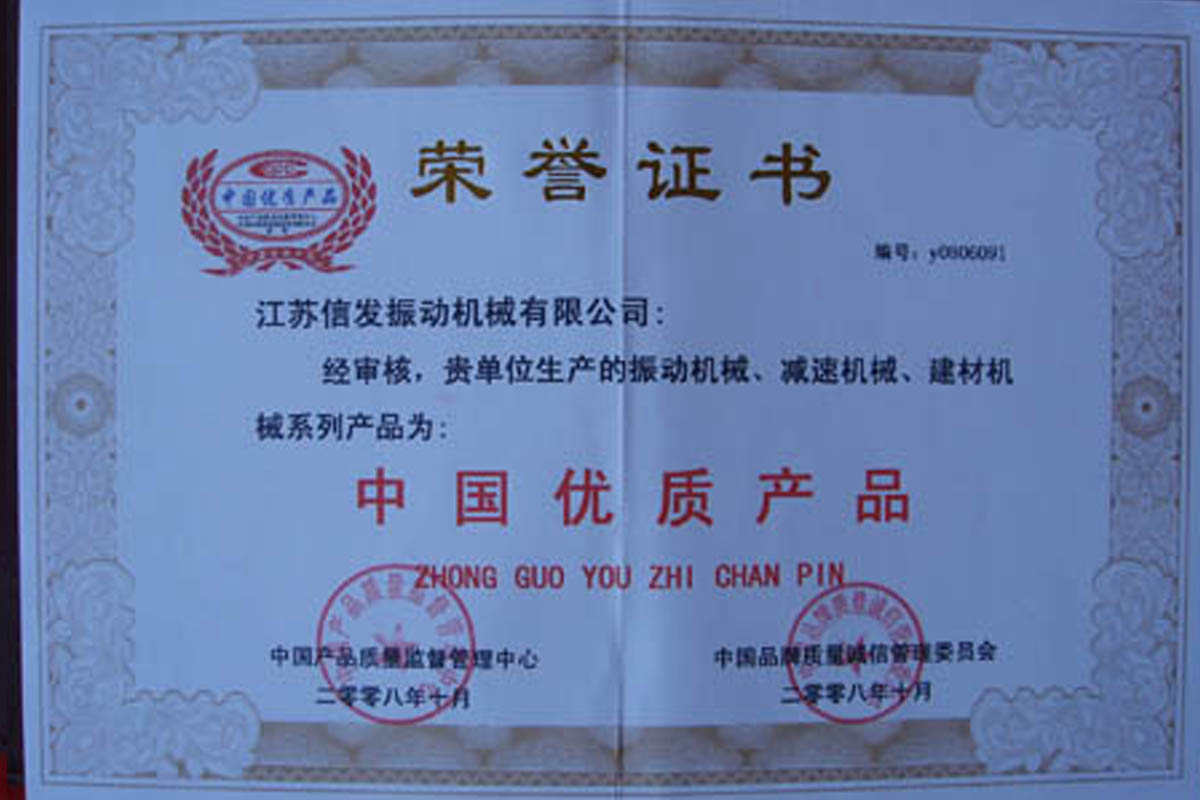 荣誉证书
中国优质产品
编号：y0806091
江苏信发振动机械有限公司：
经审核，贵单位生产的振动机械、减速机械、建材机
械系列产品为：
中国优质产品
ZHONG GUO YOU ZHI CHAN PIN
中国产品质量监督管理中心
二零零八年十月
中国品牌质量诚信管理委员会
二零零八年十月